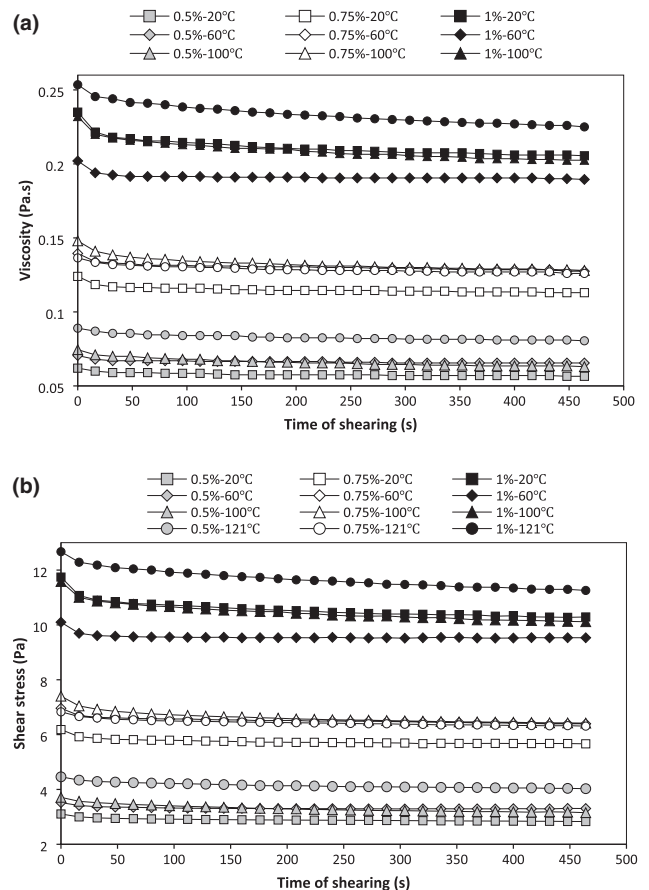 (a)
0.5%-20°C 0.75%-20°C 1%-20°C
0.5%-60°C 0.75%-60°C 1%-60°C
0.5%-100°C 0.75%-100°C 1%-100°C
0.25
0.2
0.15
0.1
0.05
Viscosity (Pa.s)
0 50 100 150 200 250 300 350 400 450 500
Time of shearing (s)
(b)
0.5%-20°C 0.75%-20°C 1%-20°C
0.5%-60°C 0.75%-60°C 1%-60°C
0.5%-100°C 0.75%-100°C 1%-100°C
0.5%-121°C 0.75%-121°C 1%-121°C
12
10
8
6
4
2
Shear stress (Pa)
0 50 100 150 200 250 300 350 400 450 500
Time of shearing (s)